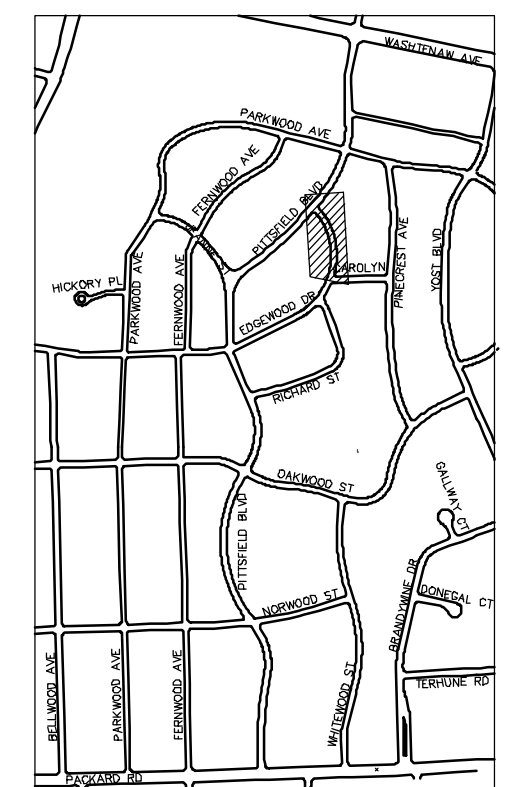 WASHTENAW AVE
PARKWOOD AVE
FERNWOOD AVE
PITTSFIELD BLVD
PINECREST AVE
YOST BLVD
CAROLYN
HICKORY PL
PARKWOOD AVE
FERNWOOD AVE
EDGEWOOD DR
RICHARD ST
OAKWOOD ST
GALLWAY CT
PITTSFIELD BLVD
BRANDYWNE DR
DONEGAL CT
NORWOOD ST
TERHUNE RD
BELLWOOD AVE
PARKWOOD AVE
FERNWOOD AVE
WHITEWOOD ST
PACKARD RD